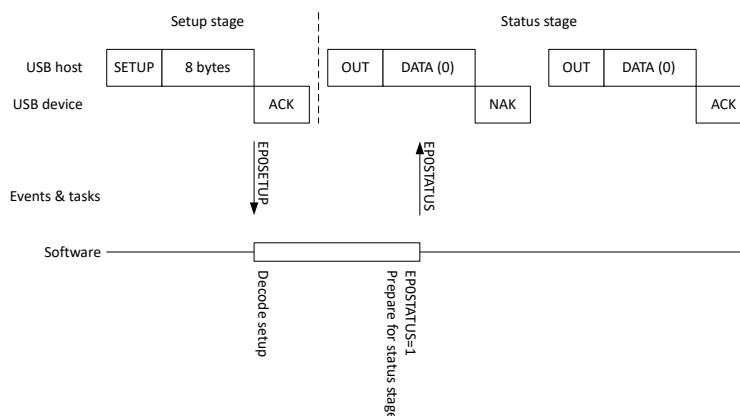 Setup stage
Status stage
USB host
SETUP
8 bytes
OUT
DATA (0)
OUT
DATA (0)
USB device
ACK
NAK
ACK
EP0SETUP
EP0STATUS
Events & tasks
Software
Decode setup
EP0STATUS=1
Prepare for status stage